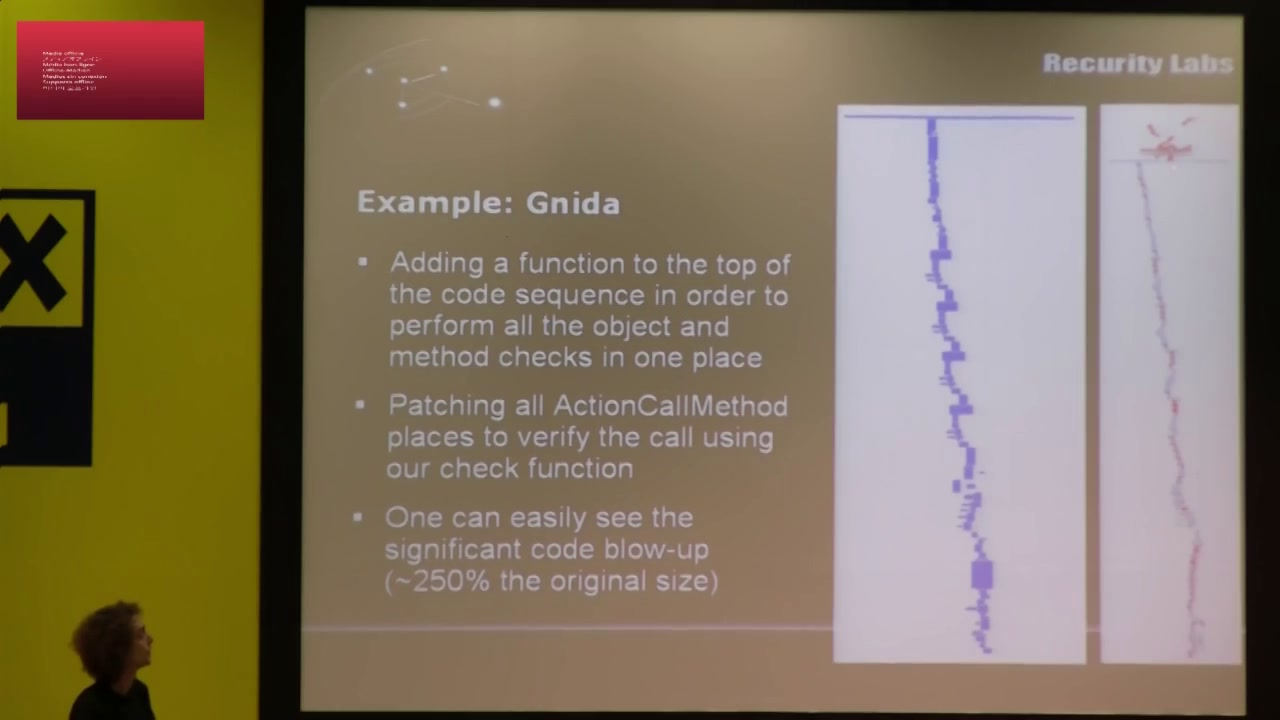 Media offline
Recurity Labs
Example: Gnida
▪ Adding a function to the top of
the code sequence in order to
perform all the object and
method checks in one place
▪ Patching all ActionCallMethod
places to verify the call using
our check function
▪ One can easily see the
significant code blow-up
(~250% the original size)